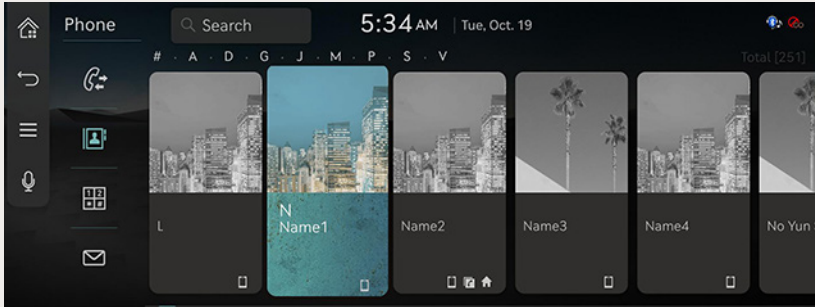 Phone
Search
5:34 AM
Tue, Oct. 19
# · A · D · G · J · M · P · S · V
Total [251]
L
N
Name1
Name2
Name3
Name4
No Yun